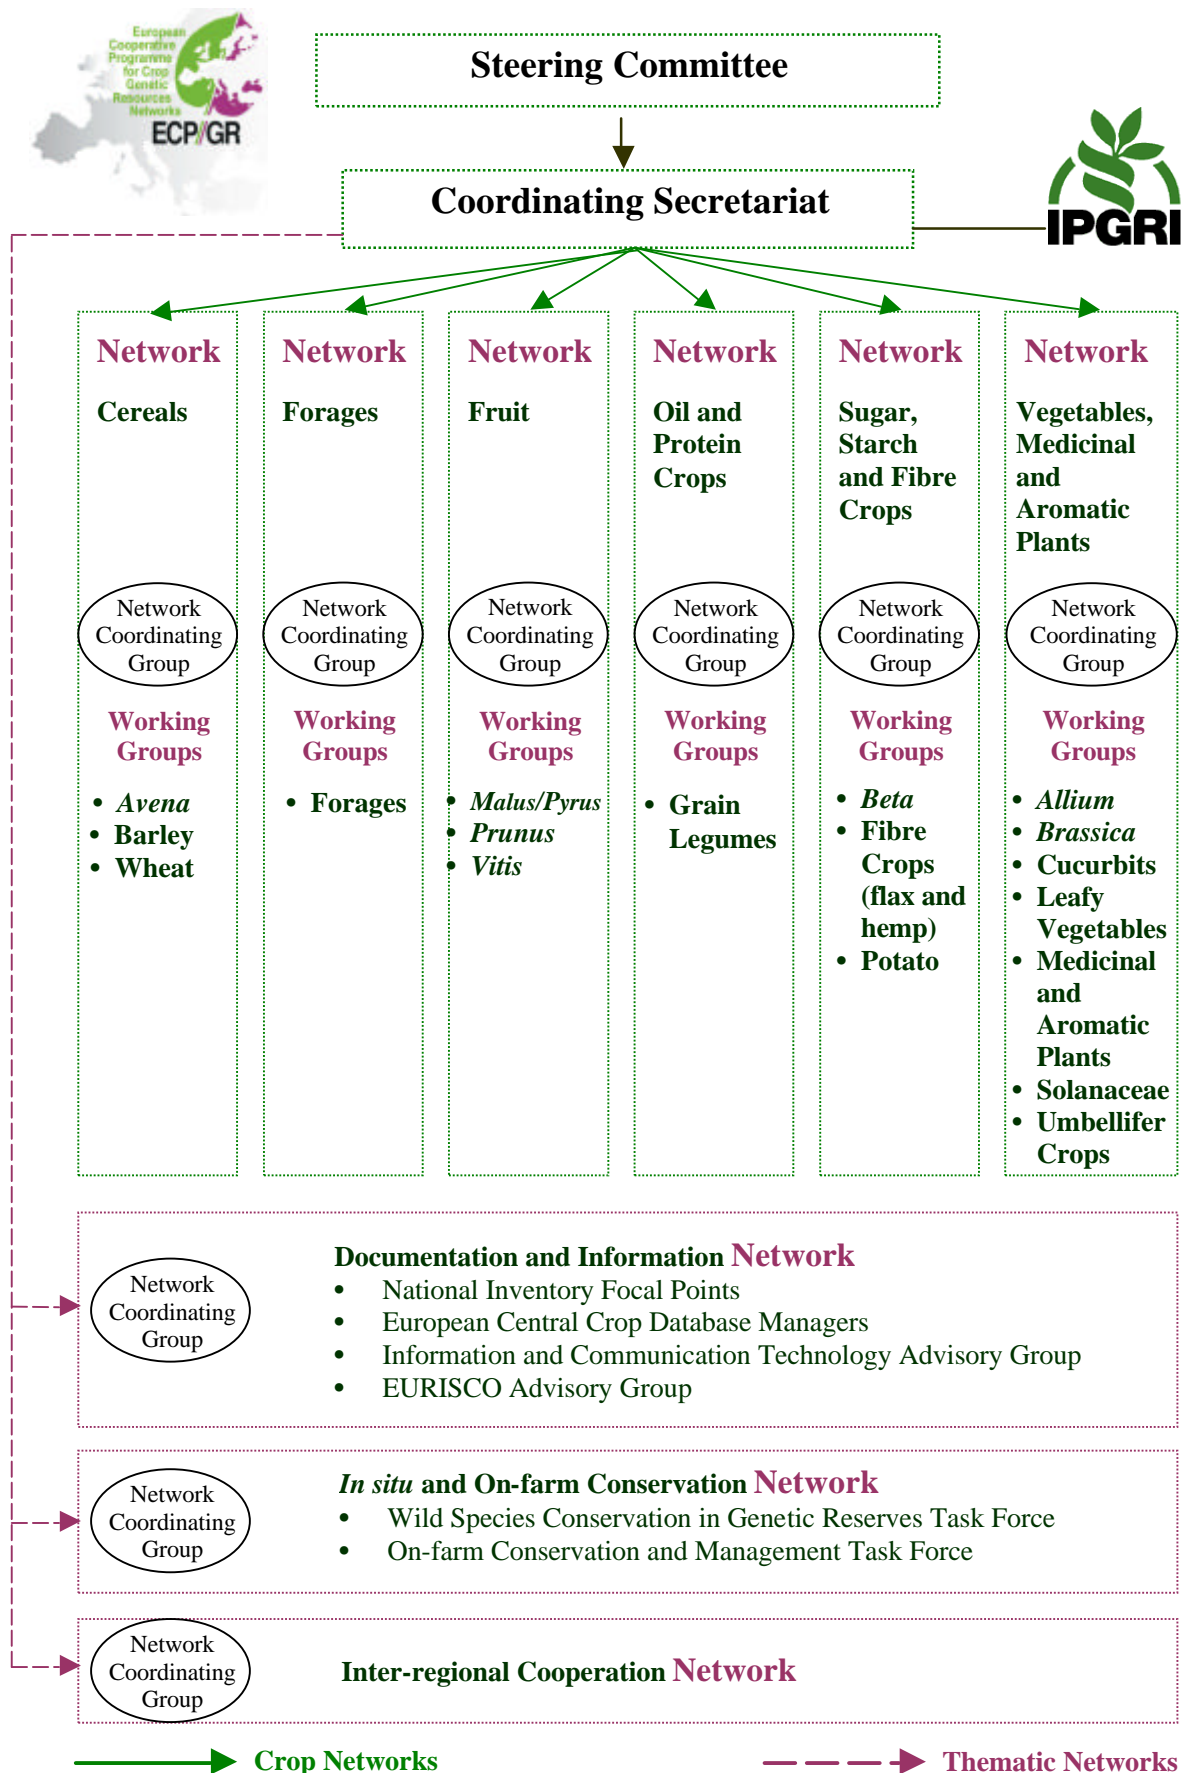 European
Cooperative
Programme
for Crop
Genetic
Resources
Networks
ECP/GR
Steering Committee
Coordinating Secretariat
IPGRI
Network
Cereals
Network
Coordinating
Group
Working
Groups
• Avena
• Barley
• Wheat
Network
Forages
Network
Coordinating
Group
Working
Groups
• Forages
Network
Fruit
Network
Coordinating
Group
Working
Groups
• Malus/Pyrus
• Prunus
• Vitis
Network
Oil and
Protein
Crops
Network
Coordinating
Group
Working
Groups
• Grain
Legumes
Network
Sugar,
Starch
and Fibre
Crops
Network
Coordinating
Group
Working
Groups
• Beta
• Fibre
Crops
(flax and
hemp)
• Potato
Network
Vegetables,
Medicinal
and
Aromatic
Plants
Network
Coordinating
Group
Working
Groups
• Allium
• Brassica
• Cucurbits
• Leafy
Vegetables
• Medicinal
and
Aromatic
Plants
• Solanaceae
• Umbellifer
Crops
Network
Coordinating
Group
Documentation and Information Network
• National Inventory Focal Points
• European Central Crop Database Managers
• Information and Communication Technology Advisory Group
• EURISCO Advisory Group
Network
Coordinating
Group
In situ and On-farm Conservation Network
• Wild Species Conservation in Genetic Reserves Task Force
• On-farm Conservation and Management Task Force
Network
Coordinating
Group
Inter-regional Cooperation Network
Crop Networks
Thematic Networks